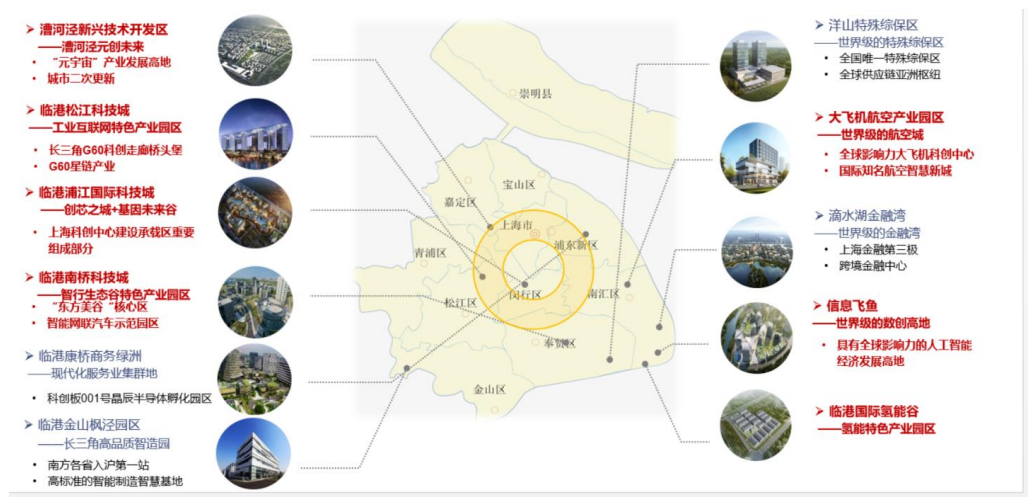 ➢ 漕河泾新兴技术开发区
——漕河泾元创未来
• “元宇宙”产业发展高地
• 城市二次更新
➢ 临港松江科技城
——工业互联网特色产业园区
• 长三角G60科创走廊桥头堡
• G60星链产业
➢ 临港浦江国际科技城
——创芯之城+基因未来谷
• 上海科创中心建设承载区重要
组成部分
➢ 临港南桥科技城
——智行生态谷特色产业园区
• “东方美谷”核心区
• 智能网联汽车示范园区
➢ 临港康桥商务绿洲
——现代化服务业集群地
• 科创板001号晶辰半导体孵化园区
➢ 临港金山枫泾园区
——长三角高品质智造园
• 南方各省入沪第一站
• 高标准的智能制造智慧基地
崇明县
宝山区
嘉定区
上海市
浦东新区
青浦区
闵行区
南汇区
松江区
奉贤区
金山区
➢ 洋山特殊综保区
——世界级的特殊综保区
• 全国唯一特殊综保区
• 全球供应链亚洲枢纽
➢ 大飞机航空产业园区
——世界级的航空城
• 全球影响力大飞机科创中心
• 国际知名航空智慧新城
➢ 滴水湖金融湾
——世界级的金融湾
• 上海金融第三极
• 跨境金融中心
➢ 信息飞鱼
——世界级的数创高地
• 具有全球影响力的人工智能
经济发展高地
➢ 临港国际氢能谷
——氢能特色产业园区